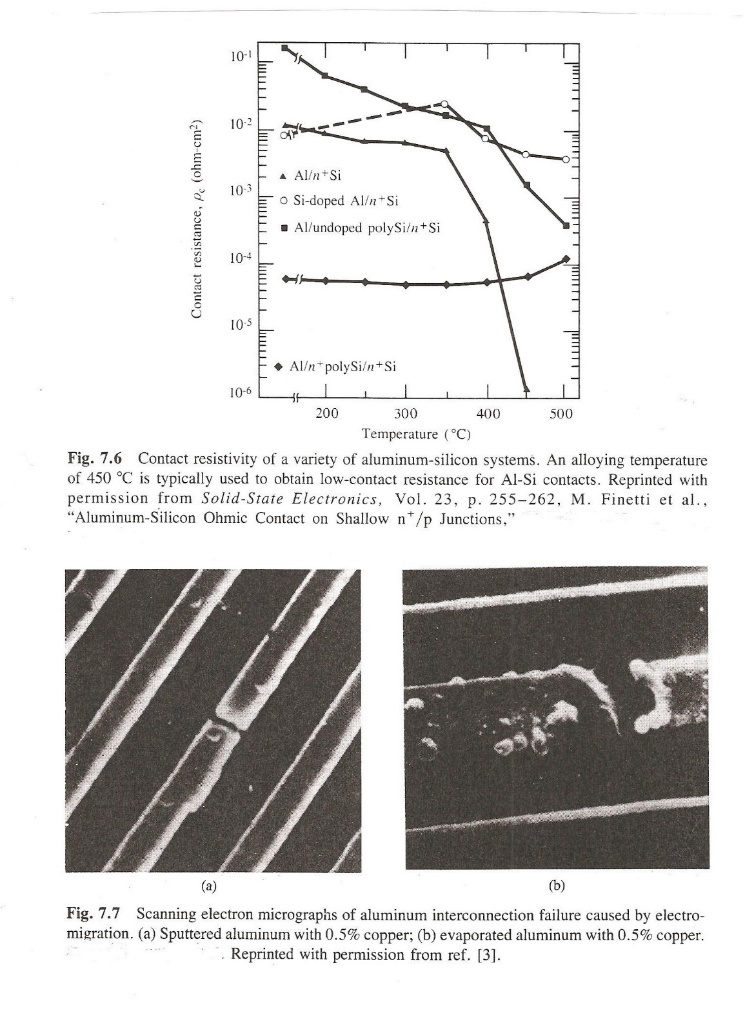 10-1
10-2
10-3
10-4
10-5
10-6
Contact resistance, ρc (ohm-cm2)
▲ Al/n+Si
○ Si-doped Al/n+Si
■ Al/undoped polySi/n+Si
◆ Al/n+polySi/n+Si
200 300 400 500
Temperature (°C)
Fig. 7.6 Contact resistivity of a variety of aluminum-silicon systems. An alloying temperature
of 450 °C is typically used to obtain low-contact resistance for Al-Si contacts. Reprinted with
permission from Solid-State Electronics, Vol. 23, p. 255–262, M. Finetti et al.,
“Aluminum-Silicon Ohmic Contact on Shallow n+/p Junctions,”
(a) (b)
Fig. 7.7 Scanning electron micrographs of aluminum interconnection failure caused by electro-
migration. (a) Sputtered aluminum with 0.5% copper; (b) evaporated aluminum with 0.5% copper.
Reprinted with permission from ref. [3].